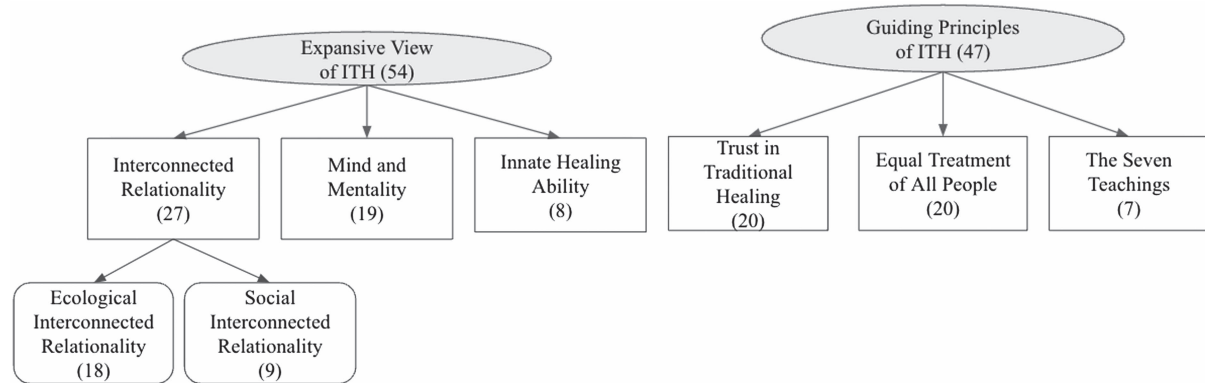 Expansive View
of ITH (54)
Guiding Principles
of ITH (47)
Interconnected
Relationality
(27)
Mind and
Mentality
(19)
Innate Healing
Ability
(8)
Trust in
Traditional
Healing
(20)
Equal Treatment
of All People
(20)
The Seven
Teachings
(7)
Ecological
Interconnected
Relationality
(18)
Social
Interconnected
Relationality
(9)